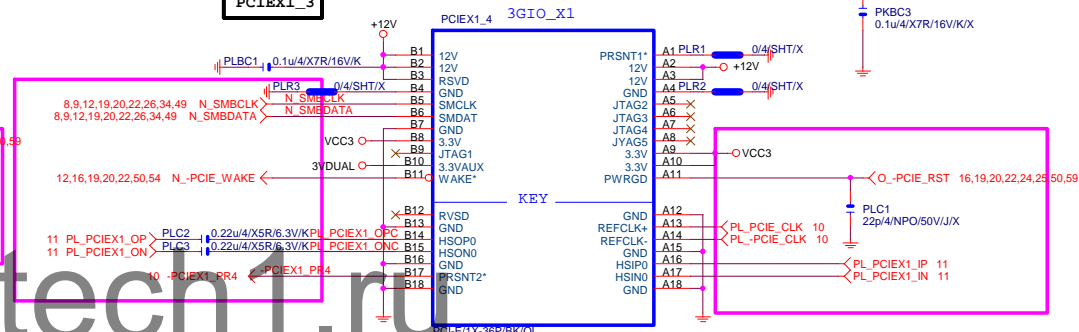 PCIEX1_3
+12V
PCIEX1_4 3GIO_X1
PKBC3
0.1u/4/X7R/16V/K/X
B1 12V PRSNT1* A1 PLR1 0/4/SHT/X
PLBC1 0.1u/4/X7R/16V/K B2 12V 12V A2 +12V
B3 RSVD 12V A3
PLR3 0/4/SHT/X B4 GND GND A4 PLR2 0/4/SHT/X
8,9,12,19,20,22,26,34,49 N_SMBCLK N_SMBCLK B5 SMCLK JTAG2 A5
8,9,12,19,20,22,26,34,49 N_SMBDATA N_SMBDATA B6 SMDAT JTAG3 A6
B7 GND JTAG4 A7
VCC3 B8 3.3V JYAG5 A8
B9 JTAG1 3.3V A9 VCC3
3VDUAL B10 3.3VAUX 3.3V A10
12,16,19,20,22,50,54 N_-PCIE_WAKE B11 WAKE* PWRGD A11 O_-PCIE_RST 16,19,20,22,24,25,50,59
KEY
PLC1
22p/4/NPO/50V/J/X
B12 RVSD GND A12
B13 GND REFCLK+ A13 PL_PCIE_CLK 10
11 PL_PCIEX1_OP PLC2 0.22u/4/X5R/6.3V/K PL_PCIEX1_OPC B14 HSOP0 REFCLK- A14 PL_-PCIE_CLK 10
11 PL_PCIEX1_ON PLC3 0.22u/4/X5R/6.3V/K PL_PCIEX1_ONC B15 HSON0 GND A15
B16 GND HSIP0 A16 PL_PCIEX1_IP 11
10 -PCIEX1_PR4 -PCIEX1_PR4 B17 PRSNT2* HSIN0 A17 PL_PCIEX1_IN 11
B18 GND GND A18
PCI-E/1X-36P/BK/OL
tech1.ru